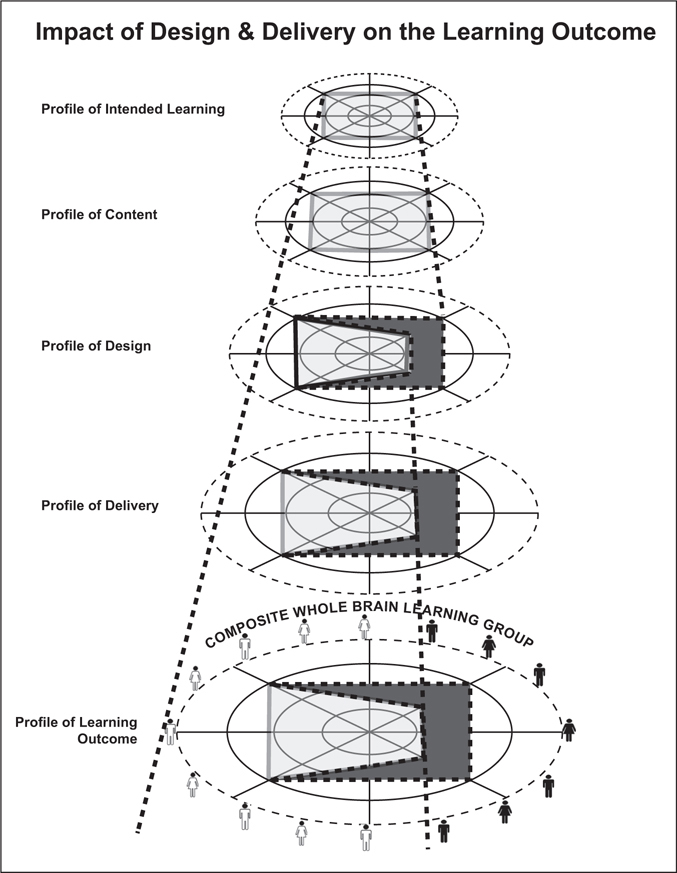 Impact of Design & Delivery on the Learning Outcome
Profile of Intended Learning
Profile of Content
Profile of Design
Profile of Delivery
COMPOSITE WHOLE BRAIN LEARNING GROUP
Profile of Learning
Outcome